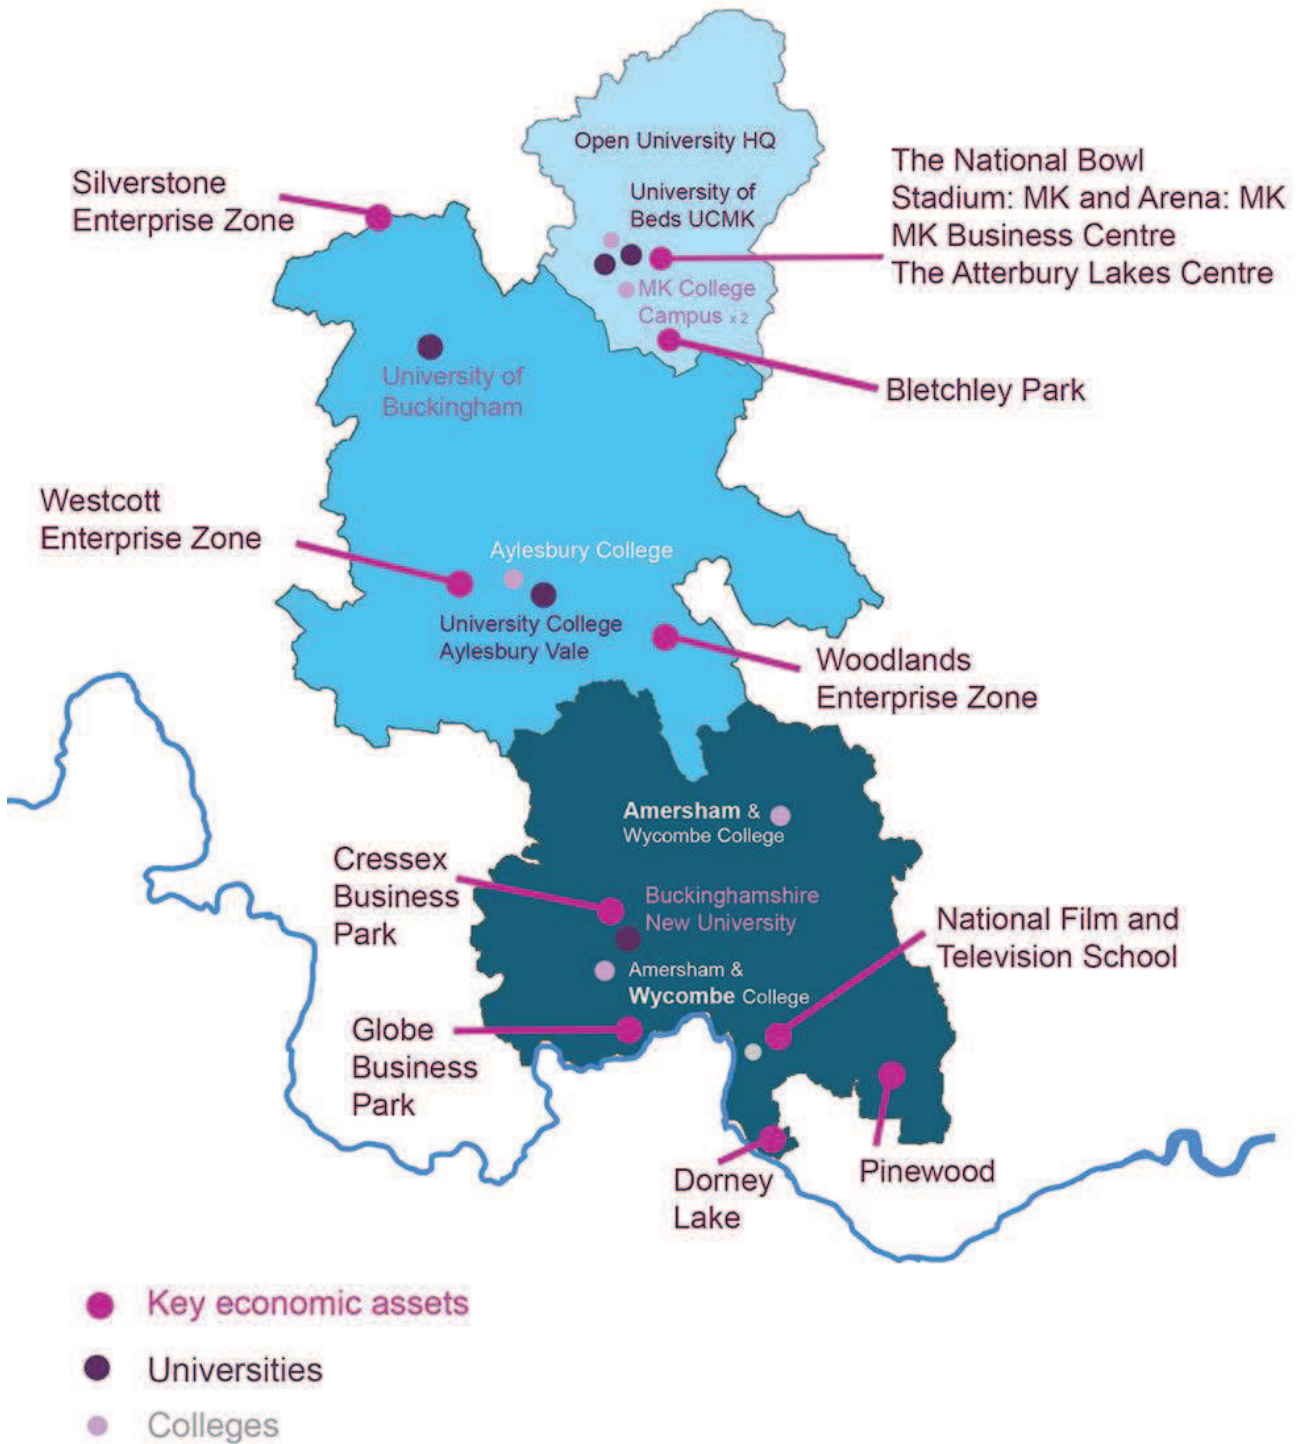 Open University HQ
University of
Beds UCMK
MK College
Campus x 2
The National Bowl
Stadium: MK and Arena: MK
MK Business Centre
The Atterbury Lakes Centre
Silverstone
Enterprise Zone
University of
Buckingham
Bletchley Park
Westcott
Enterprise Zone
Aylesbury College
University College
Aylesbury Vale
Woodlands
Enterprise Zone
Amersham &
Wycombe College
Cressex
Business
Park
Buckinghamshire
New University
National Film and
Television School
Amersham &
Wycombe College
Globe
Business
Park
Dorney
Lake
Pinewood
Key economic assets
Universities
Colleges